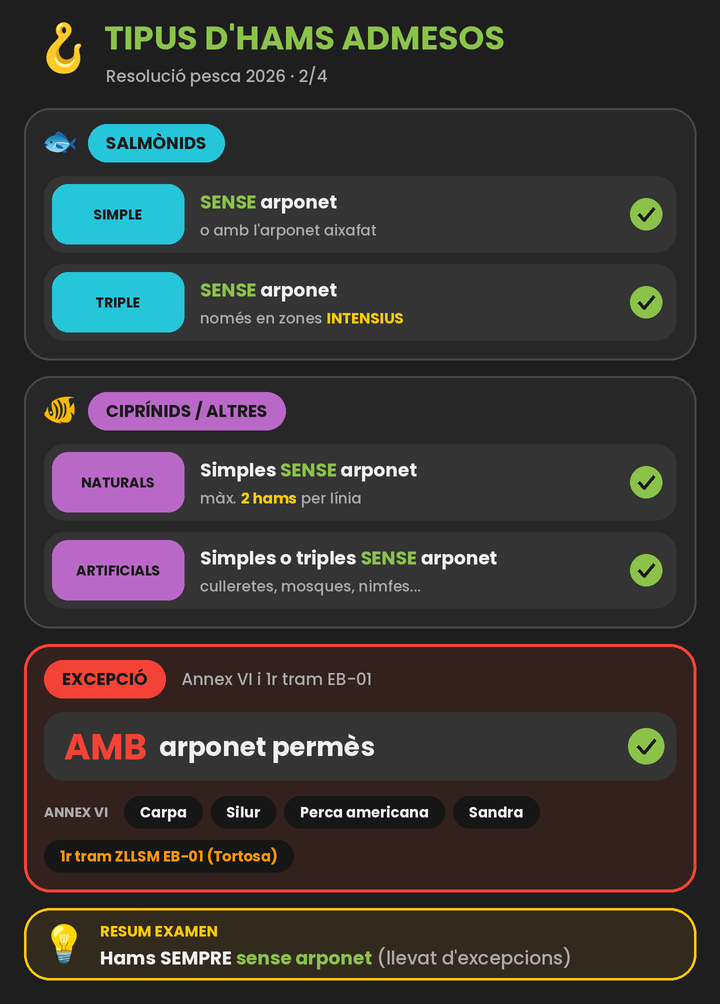 TIPUS D'HAMS ADMESOS
Resolució pesca 2026 · 2/4
SALMÒNIDS
SIMPLE
SENSE arponet
o amb l'arponet aixafat
TRIPLE
SENSE arponet
només en zones INTENSIUS
CIPRÍNIDS / ALTRES
NATURALS
Simples SENSE arponet
màx. 2 hams per línia
ARTIFICIALS
Simples o triples SENSE arponet
culleretes, mosques, nimfes...
EXCEPCIÓ Annex VI i 1r tram EB-01
AMB arponet permès
ANNEX VI Carpa Silur Perca americana Sandra
1r tram ZLLSM EB-01 (Tortosa)
RESUM EXAMEN
Hams SEMPRE sense arponet (llevat d'excepcions)